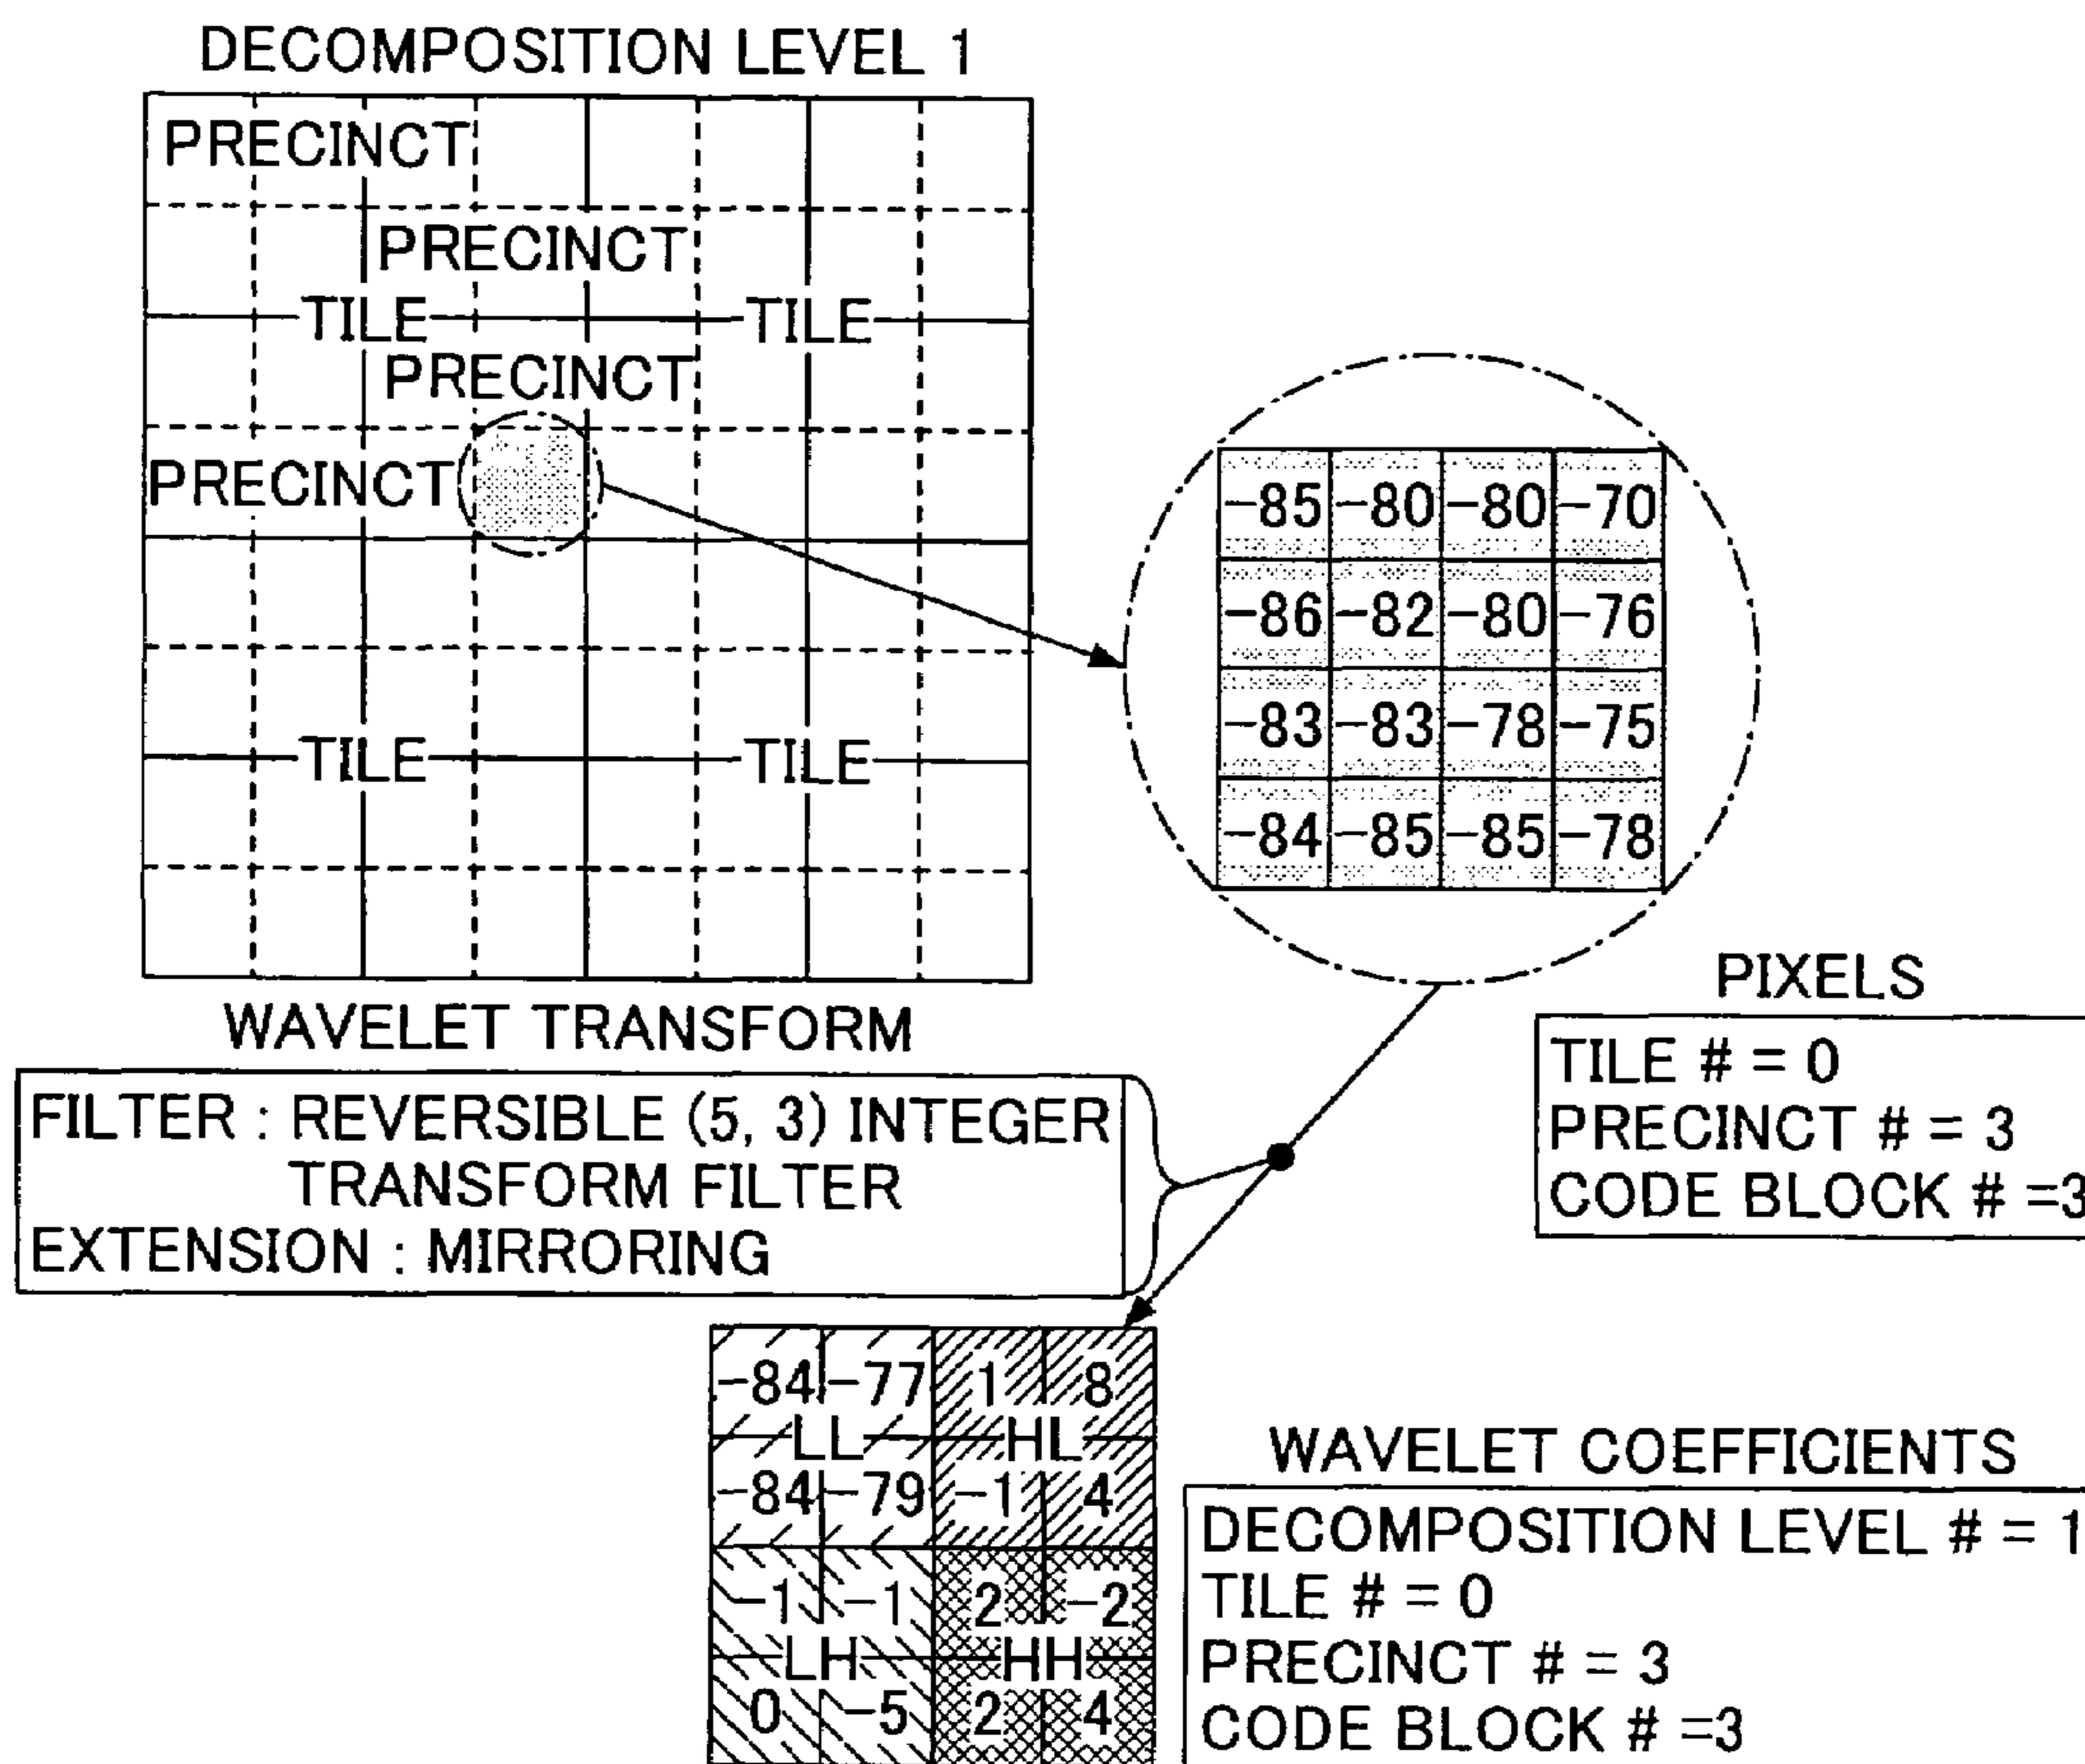 DECOMPOSITION LEVEL 1
PRECINCT
PRECINCT
TILE TILE
PRECINCT
PRECINCT
TILE TILE
-85 -80 -80 -70
-86 -82 -80 -76
-83 -83 -78 -75
-84 -85 -85 -78
PIXELS
TILE # = 0
PRECINCT # = 3
CODE BLOCK # =3
WAVELET TRANSFORM
FILTER : REVERSIBLE (5, 3) INTEGER
TRANSFORM FILTER
EXTENSION : MIRRORING
-84 -77 1 8
LL HL
-84 -79 -1 4
-1 -1 2 -2
LH HH
0 -5 2 4
WAVELET COEFFICIENTS
DECOMPOSITION LEVEL # = 1
TILE # = 0
PRECINCT # = 3
CODE BLOCK # =3